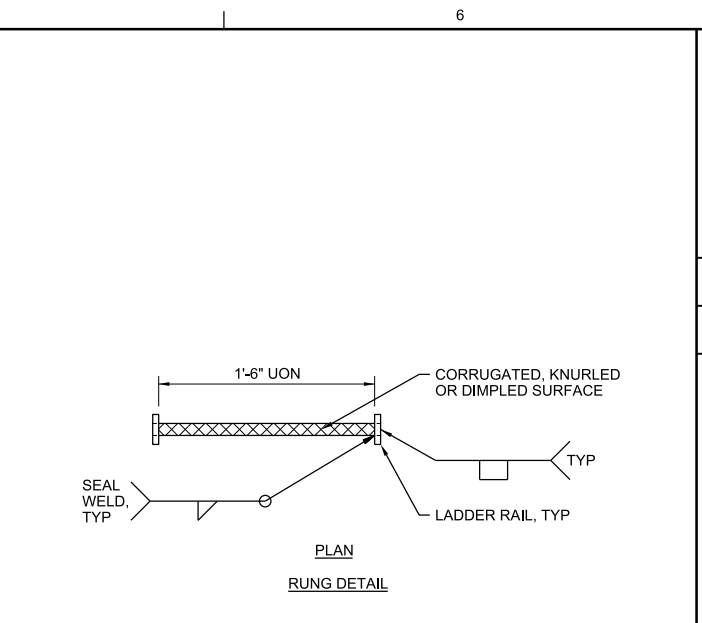 6
1'-6" UON
CORRUGATED, KNURLED
OR DIMPLED SURFACE
TYP
SEAL
WELD,
TYP
LADDER RAIL, TYP
PLAN
RUNG DETAIL